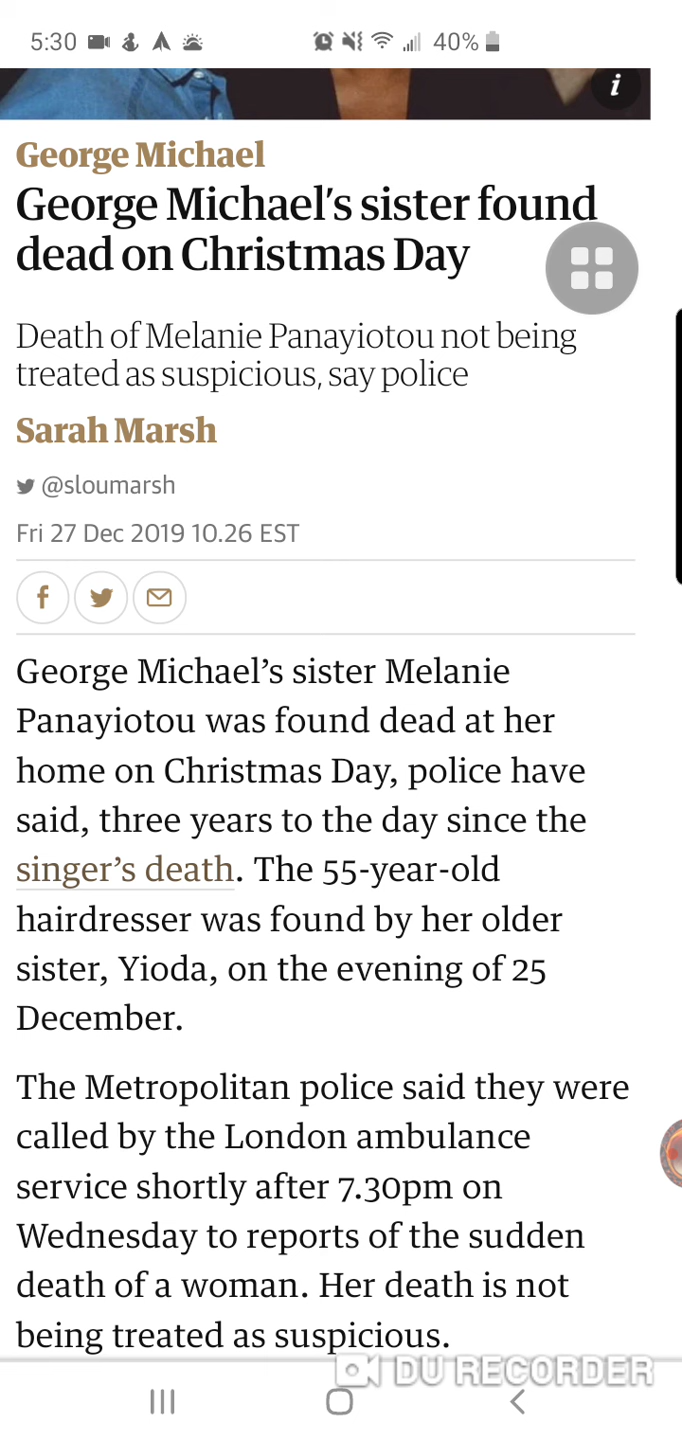 5:30 40%
i
George Michael
George Michael's sister found
dead on Christmas Day
Death of Melanie Panayiotou not being
treated as suspicious, say police
Sarah Marsh
@sloumarsh
Fri 27 Dec 2019 10.26 EST
f
George Michael’s sister Melanie
Panayiotou was found dead at her
home on Christmas Day, police have
said, three years to the day since the
singer’s death. The 55-year-old
hairdresser was found by her older
sister, Yioda, on the evening of 25
December.
The Metropolitan police said they were
called by the London ambulance
service shortly after 7.30pm on
Wednesday to reports of the sudden
death of a woman. Her death is not
being treated as suspicious.
DU RECORDER